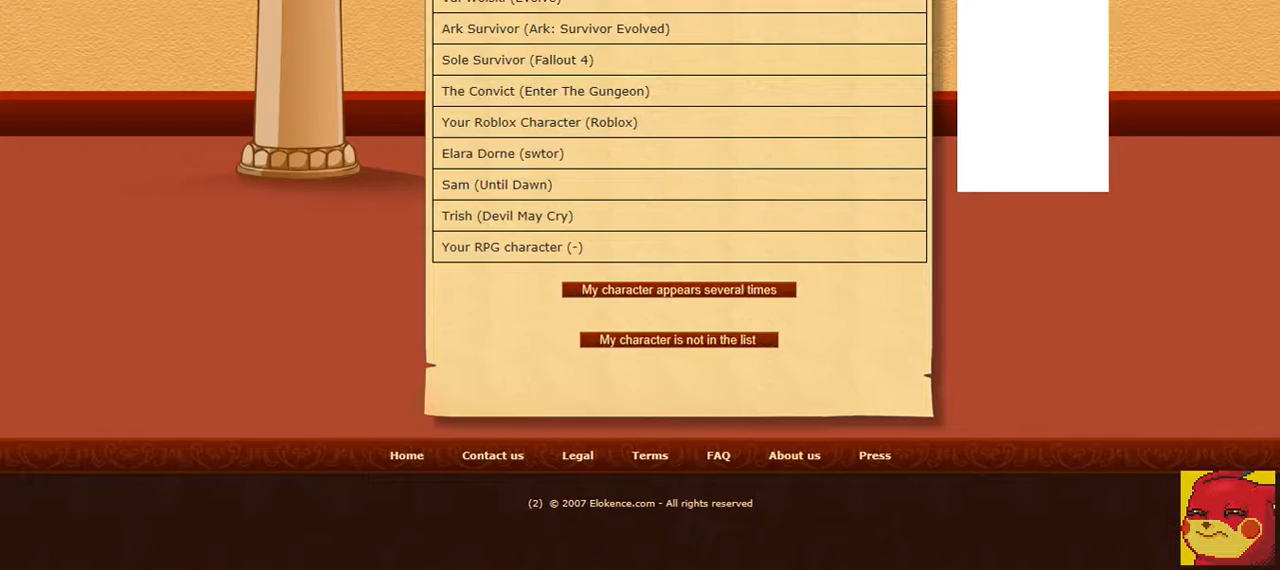 Val Wolski (Evolve)
Ark Survivor (Ark: Survivor Evolved)
Sole Survivor (Fallout 4)
The Convict (Enter The Gungeon)
Your Roblox Character (Roblox)
Elara Dorne (swtor)
Sam (Until Dawn)
Trish (Devil May Cry)
Your RPG character (-)
My character appears several times
My character is not in the list
Home Contact us Legal Terms FAQ About us Press
(2) © 2007 Elokence.com - All rights reserved